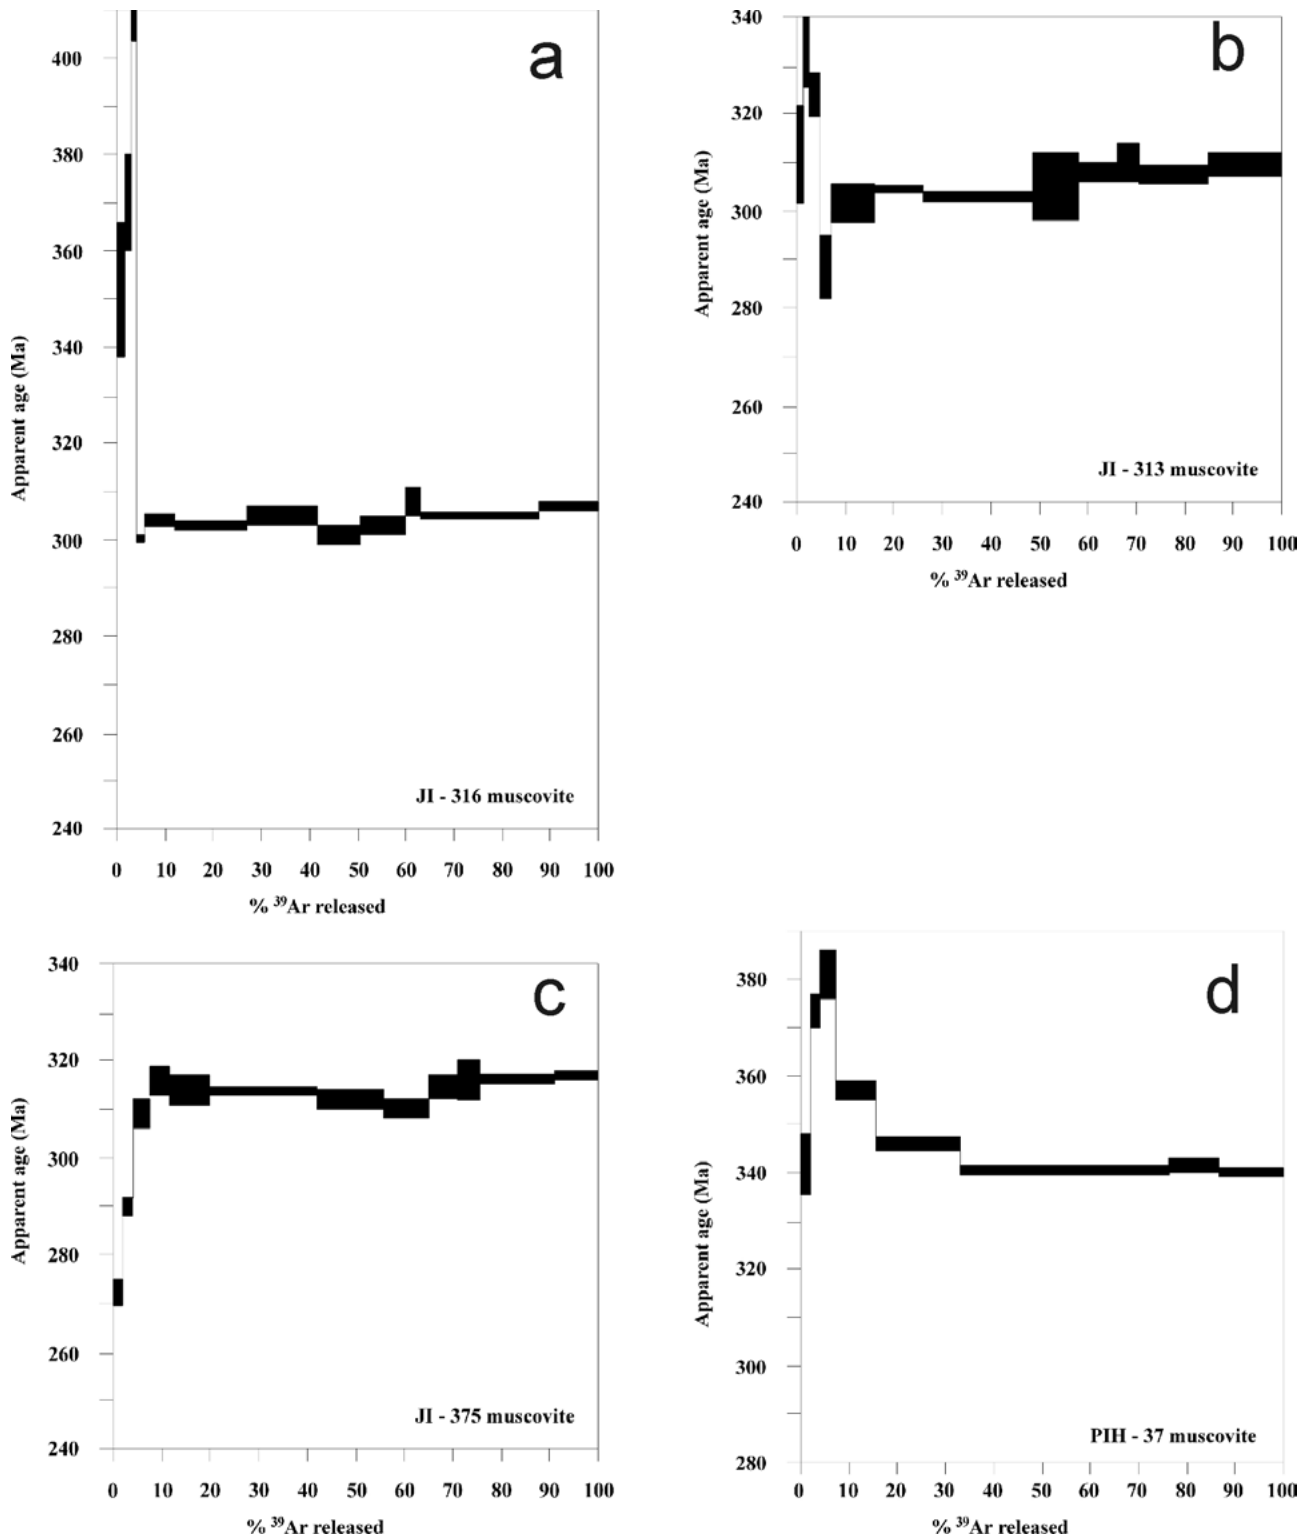 a
400
380
360
340
320
300
280
260
240
Apparent age (Ma)
JI - 316 muscovite
0 10 20 30 40 50 60 70 80 90 100
% ³⁹Ar released
b
340
320
300
280
260
240
Apparent age (Ma)
JI - 313 muscovite
0 10 20 30 40 50 60 70 80 90 100
% ³⁹Ar released
c
340
320
300
280
260
240
Apparent age (Ma)
JI - 375 muscovite
0 10 20 30 40 50 60 70 80 90 100
% ³⁹Ar released
d
380
360
340
320
300
280
Apparent age (Ma)
PIH - 37 muscovite
0 10 20 30 40 50 60 70 80 90 100
% ³⁹Ar released